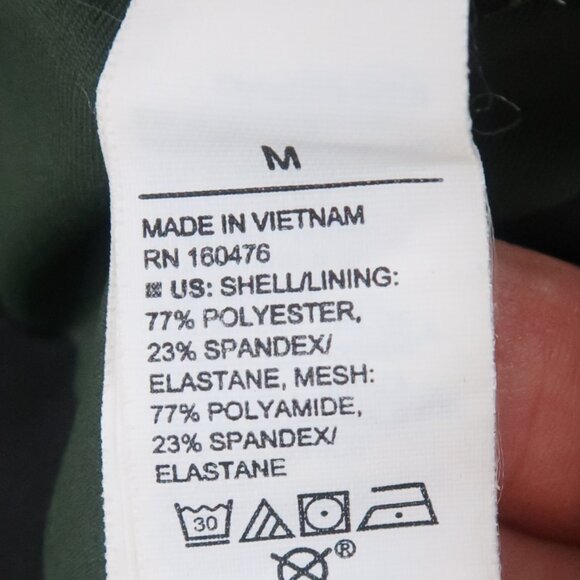 M
MADE IN VIETNAM
RN 160476
US: SHELL/LINING:
77% POLYESTER,
23% SPANDEX/
ELASTANE, MESH:
77% POLYAMIDE,
23% SPANDEX/
ELASTANE
30
®